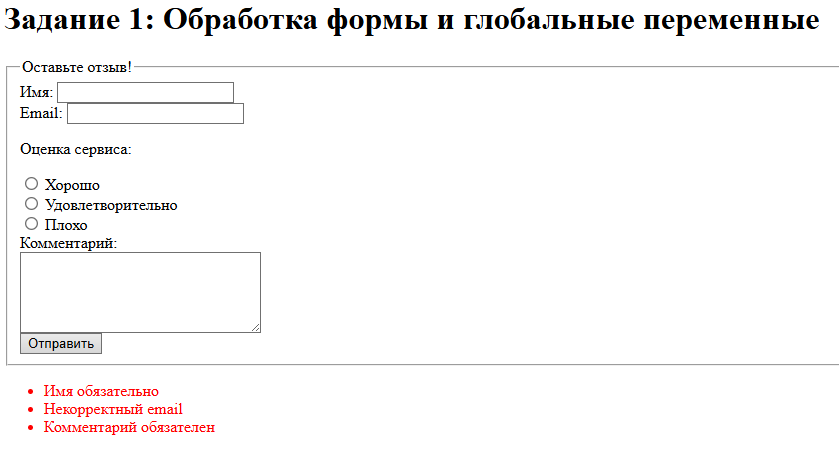 Задание 1: Обработка формы и глобальные переменные
Оставьте отзыв!
Имя:
Email:
Оценка сервиса:
Хорошо
Удовлетворительно
Плохо
Комментарий:
Отправить
Имя обязательно
Некорректный email
Комментарий обязателен